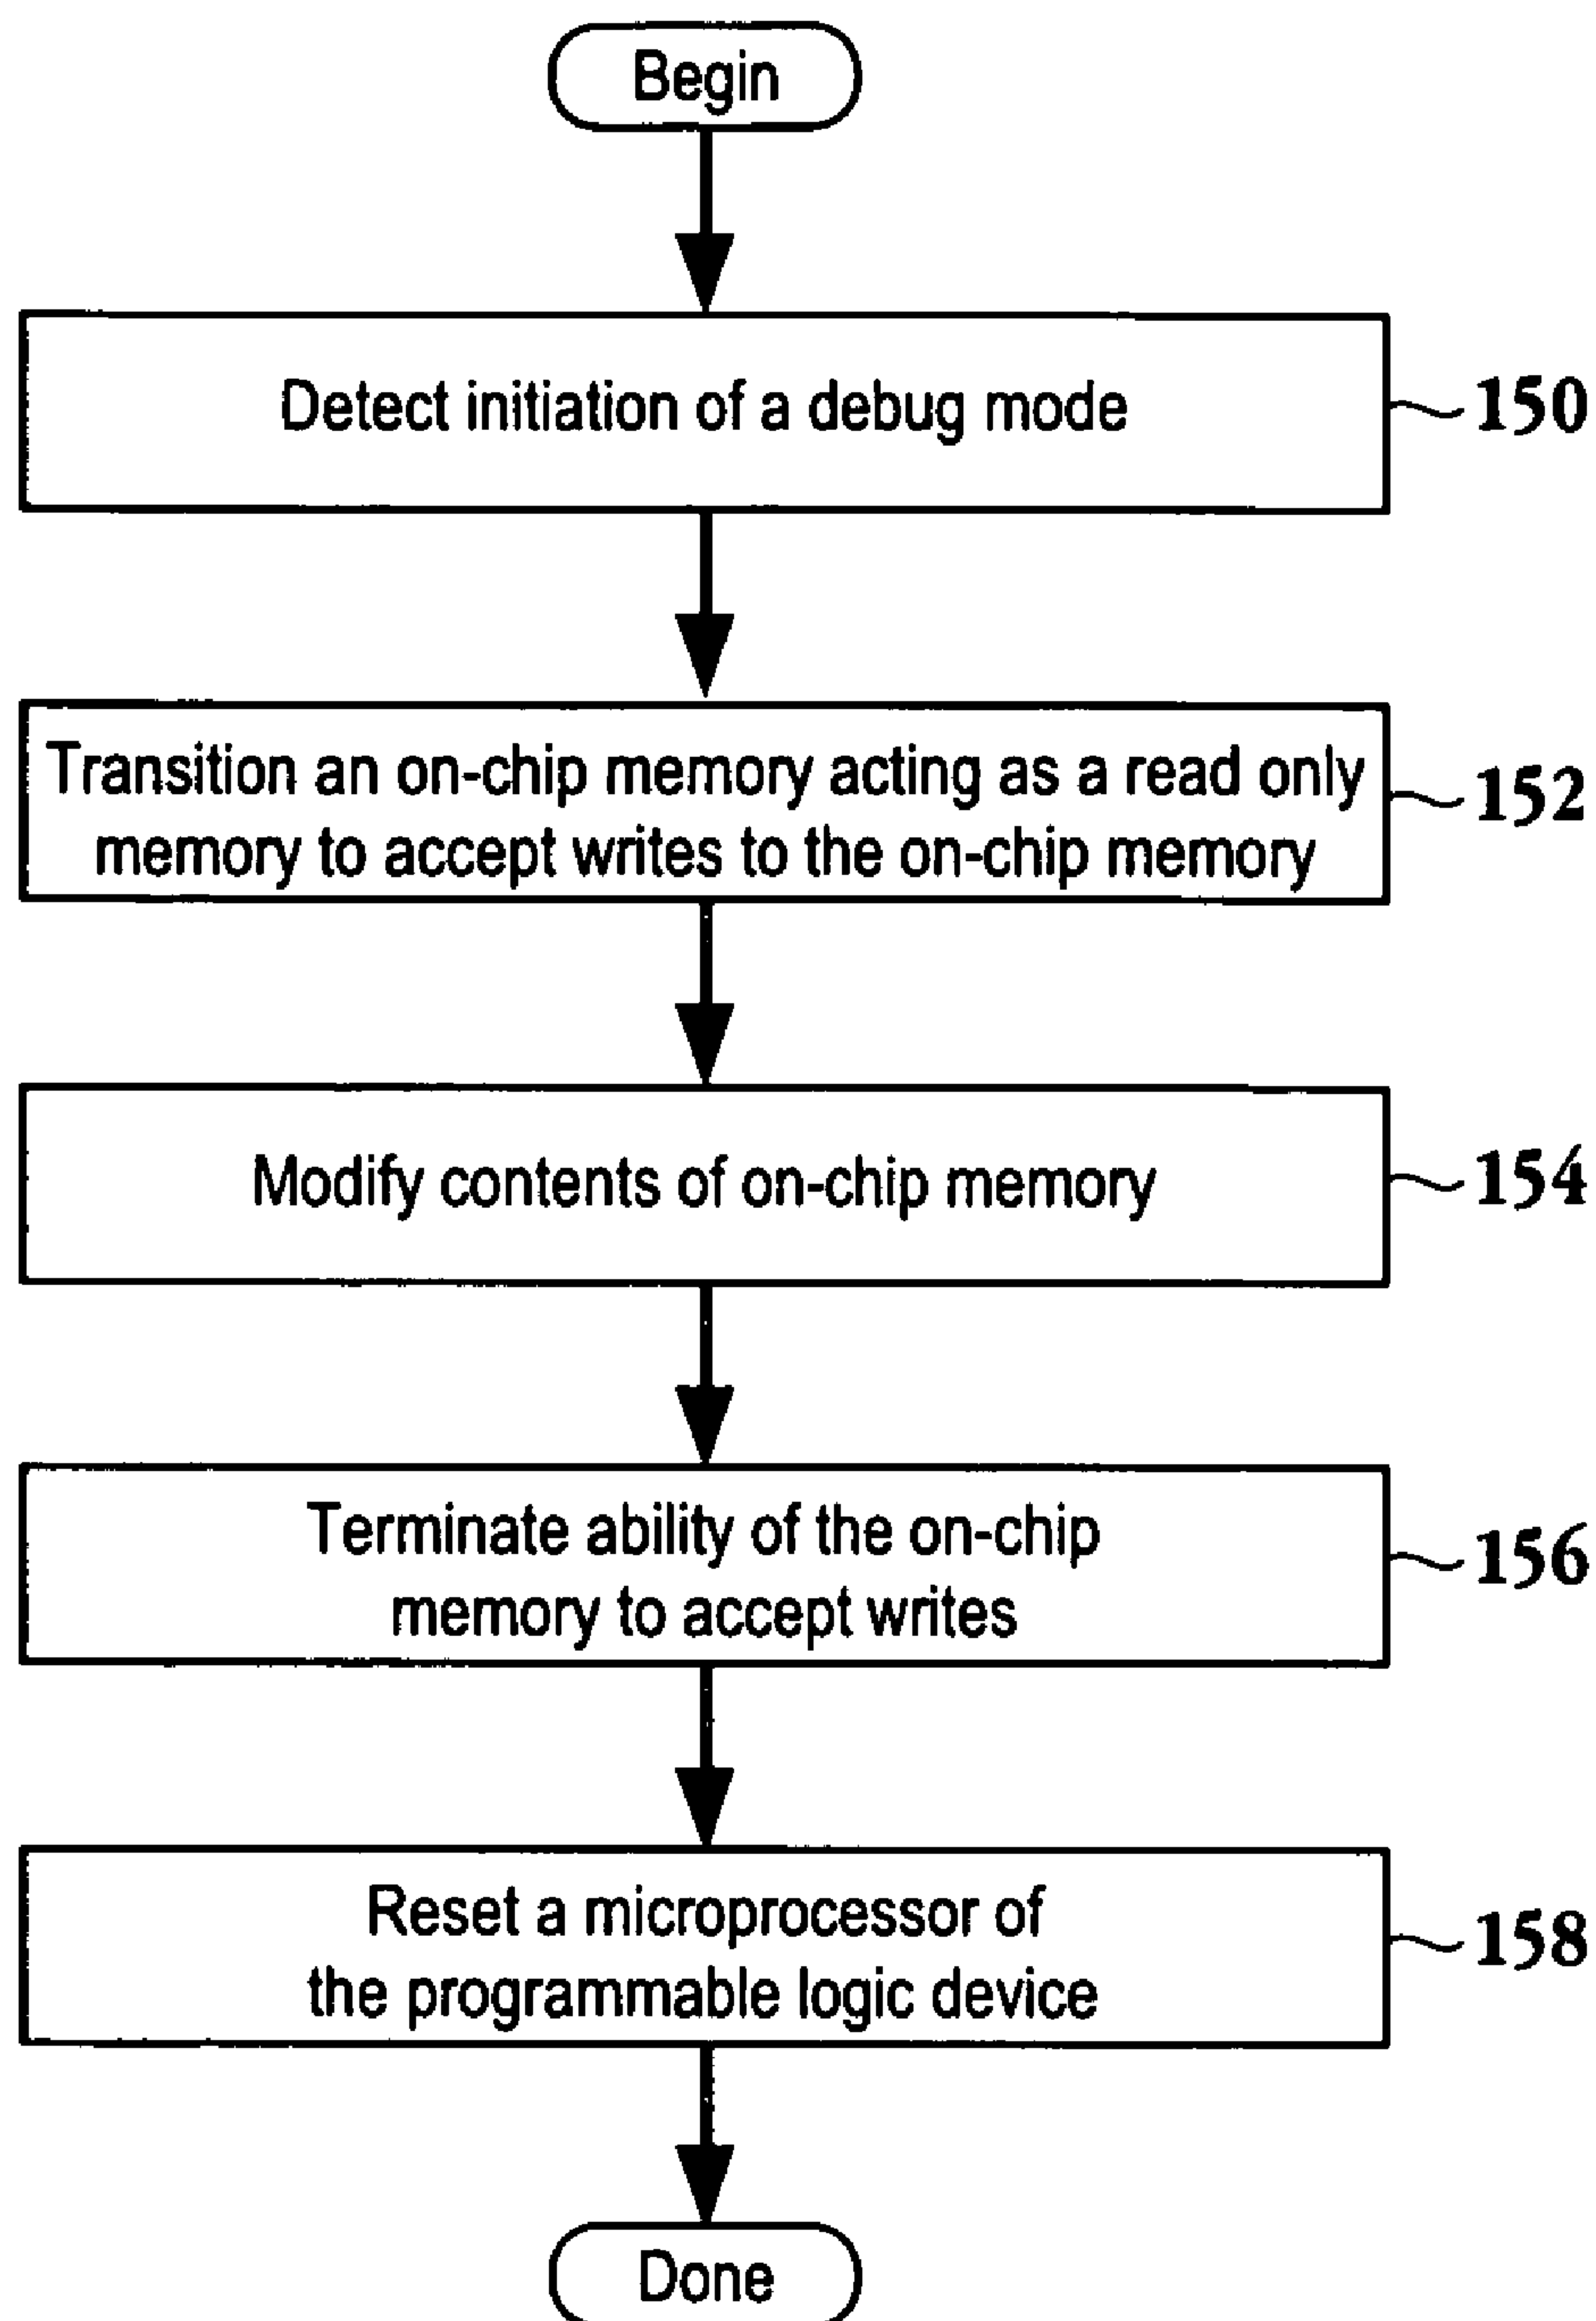 Begin
Detect initiation of a debug mode
150
Transition an on-chip memory acting as a read only
memory to accept writes to the on-chip memory
152
Modify contents of on-chip memory
154
Terminate ability of the on-chip
memory to accept writes
156
Reset a microprocessor of
the programmable logic device
158
Done